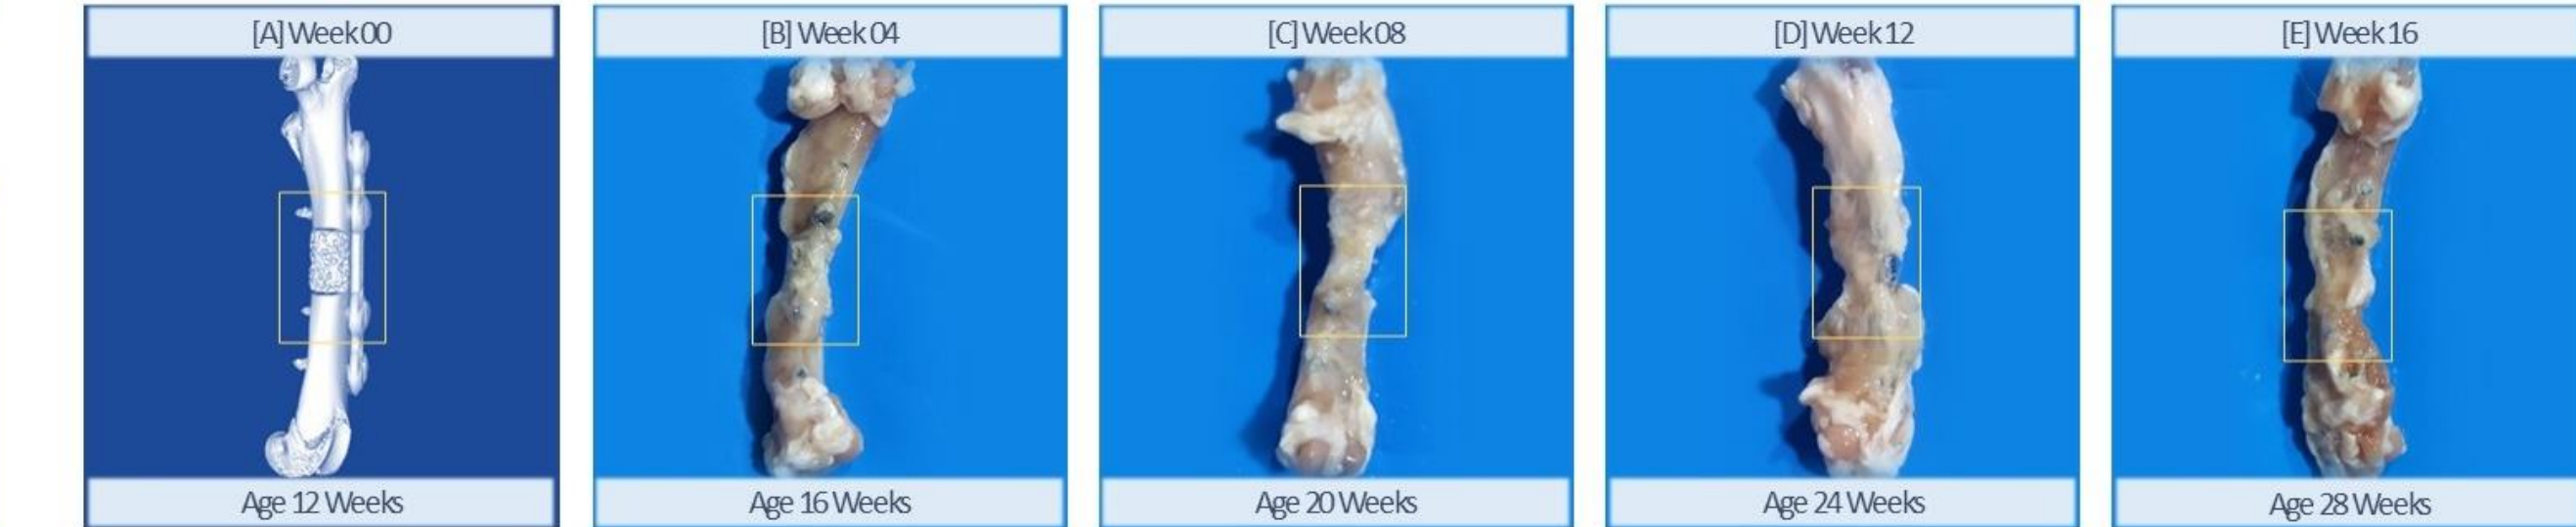 [A] Week 00
[B] Week 04
[C] Week 08
[D] Week 12
[E] Week 16
Age 12 Weeks
Age 16 Weeks
Age 20 Weeks
Age 24 Weeks
Age 28 Weeks